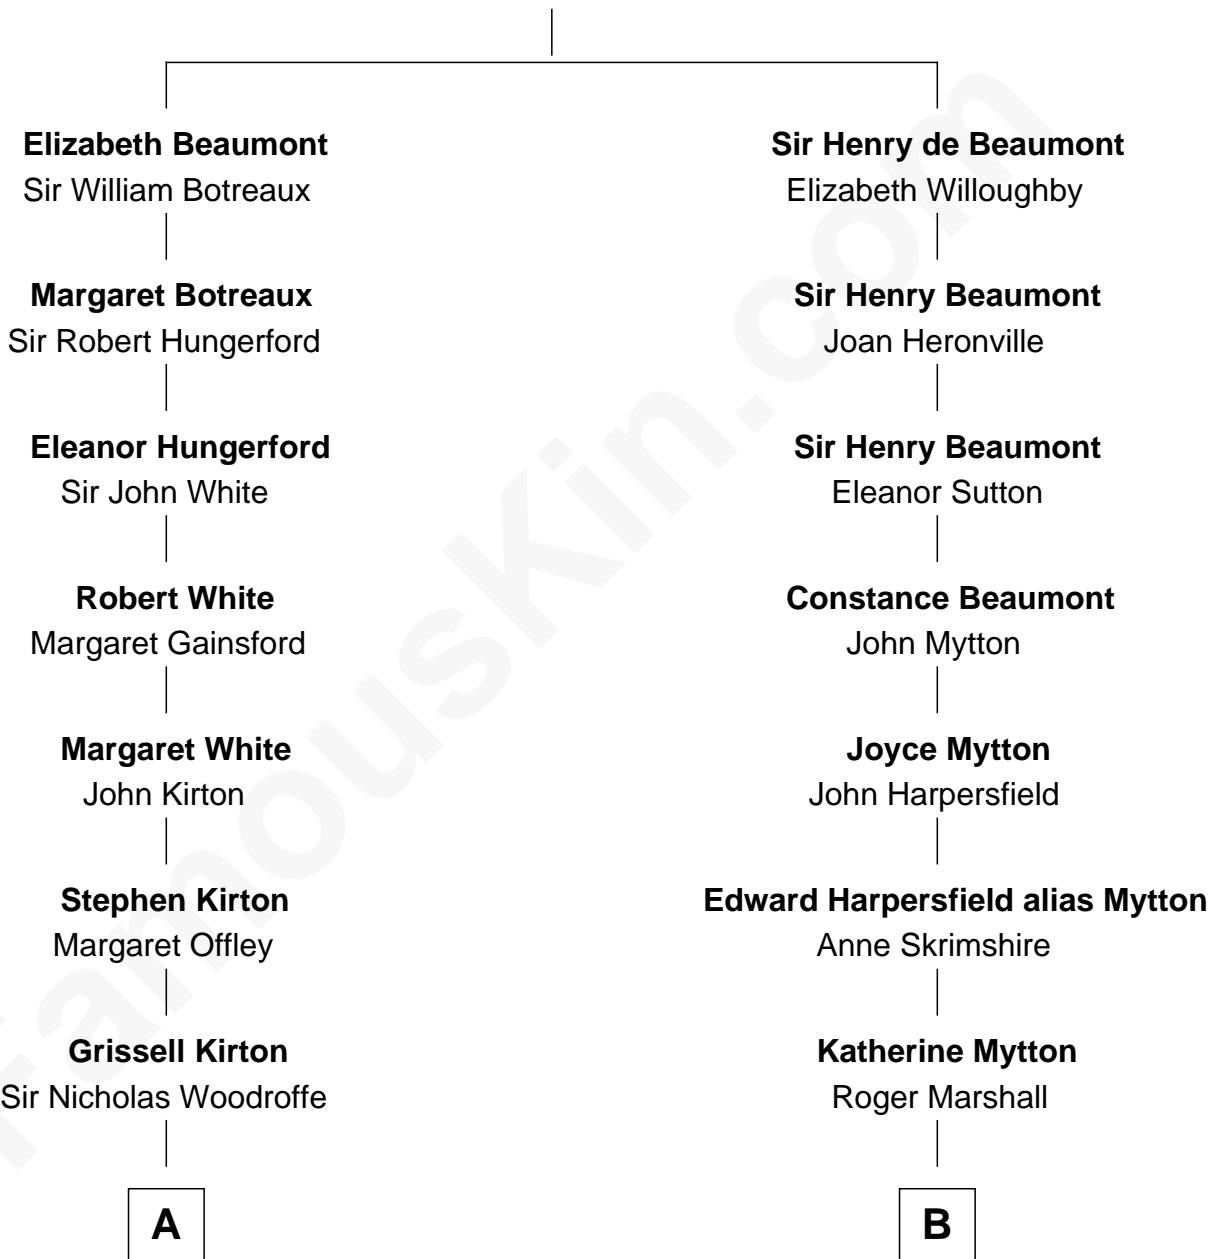 Elizabeth Beaumont
Sir William Botreaux
Margaret Botreaux
Sir Robert Hungerford
Eleanor Hungerford
Sir John White
Robert White
Margaret Gainsford
Margaret White
John Kirton
Stephen Kirton
Margaret Offley
Grissell Kirton
Sir Nicholas Woodroffe
A
Sir Henry de Beaumont
Elizabeth Willoughby
Sir Henry Beaumont
Joan Heronville
Sir Henry Beaumont
Eleanor Sutton
Constance Beaumont
John Mytton
Joyce Mytton
John Harpersfield
Edward Harpersfield alias Mytton
Anne Skrimshire
Katherine Mytton
Roger Marshall
B
FamousKin.com